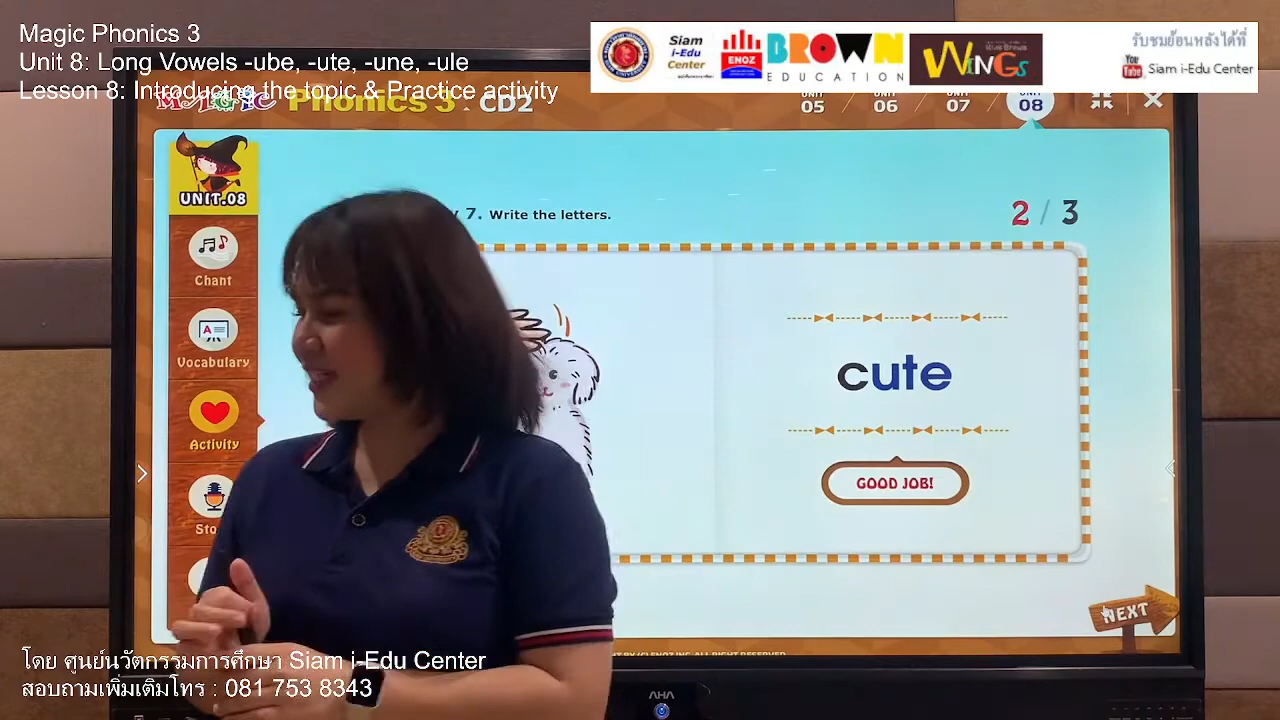 Magic Phonics 3
Unit 8: Long Vowels -ube, -ute, -une, -ule
Lesson 8: Introducing the topic & Practice activity
Siam
i-Edu
Center
ENOZ
BROWN
EDUCATION
WiNGs
รับชมย้อนหลังได้ที่
You
Tube
Siam i-Edu Center
MAGIC Phonics 3. CD2
UNIT 05 / UNIT 06 / UNIT 07 / UNIT 08
UNIT.08
7. Write the letters.
2 / 3
Chant
Vocabulary
Activity
cute
GOOD JOB!
NEXT
โดย ศูนย์นวัตกรรมการศึกษา Siam i-Edu Center
สอบถามเพิ่มเติมโทร : 081 753 8343
AHA